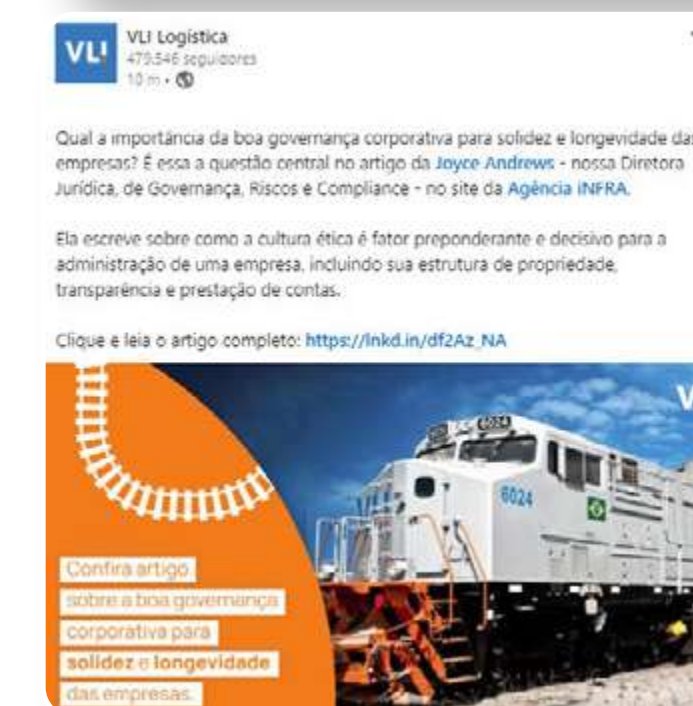 VLI
VLI Logística
479.546 seguidores
10 m •
Qual a importância da boa governança corporativa para solidez e longevidade das
empresas? É essa a questão central no artigo da Joyce Andrews - nossa Diretora
Jurídica, de Governança, Riscos e Compliance - no site da Agência iNFRA.
Ela escreve sobre como a cultura ética é fator preponderante e decisivo para a
administração de uma empresa, incluindo sua estrutura de propriedade,
transparência e prestação de contas.
Clique e leia o artigo completo: https://lnkd.in/df2Az_NA
V
6024
6024
Confira artigo
sobre a boa governança
corporativa para
solidez e longevidade
das empresas.